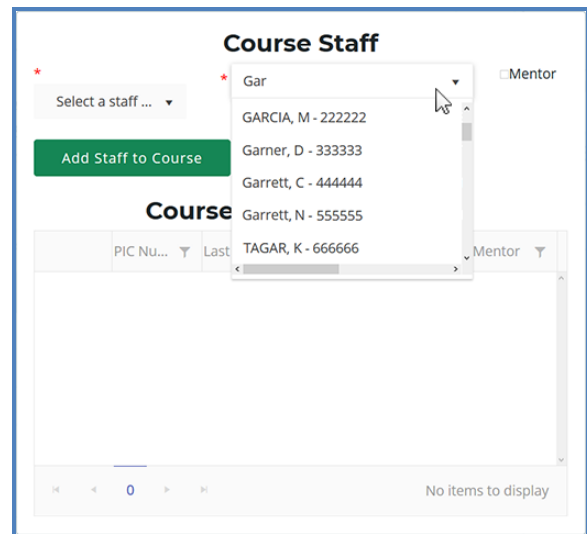 Course Staff
*
* Gar
Mentor
Select a staff ...
GARCIA, M - 222222
Garner, D - 333333
Garrett, C - 444444
Garrett, N - 555555
TAGAR, K - 666666
Add Staff to Course
Course
PIC Nu... Last Mentor
0
No items to display